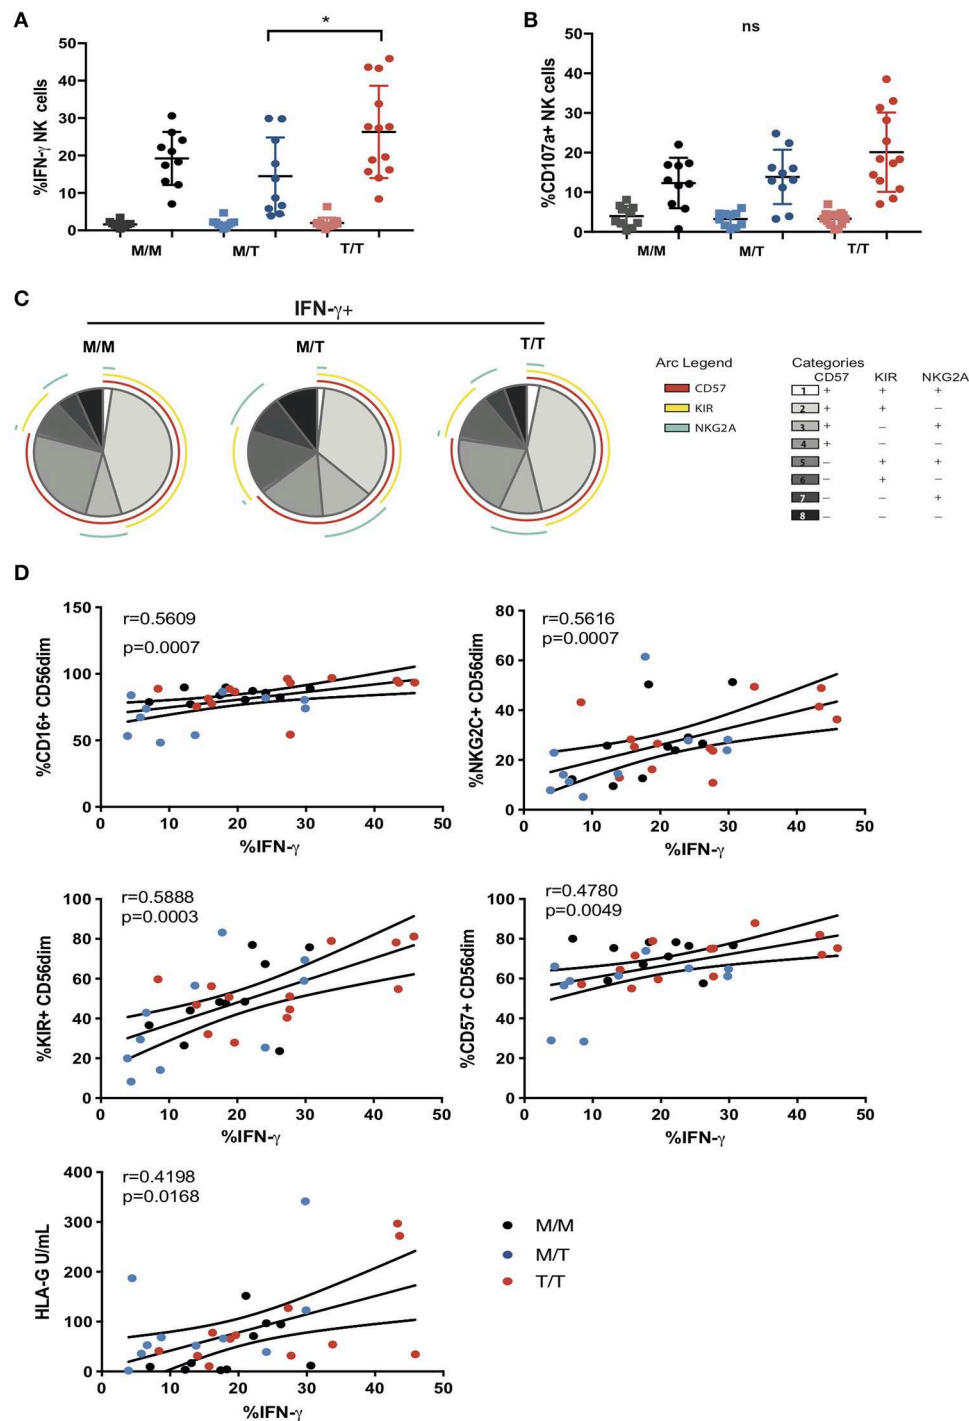 A
*
50
40
30
20
10
0
%IFN-γ NK cells
M/M
M/T
T/T
B
ns
50
40
30
20
10
0
%CD107a+ NK cells
M/M
M/T
T/T
C
IFN-γ+
M/M
M/T
T/T
Arc Legend
CD57
KIR
NKG2A
Categories
CD57 KIR NKG2A
1 + + +
2 + + –
3 + – +
4 + – –
5 – + +
6 – + –
7 – – +
8 – – –
D
r=0.5609
p=0.0007
150
100
50
0
%CD16+ CD56dim
0 10 20 30 40 50
%IFN-γ
r=0.5616
p=0.0007
80
60
40
20
0
%NKG2C+ CD56dim
0 10 20 30 40 50
%IFN-γ
r=0.5888
p=0.0003
100
80
60
40
20
0
%KIR+ CD56dim
0 10 20 30 40 50
%IFN-γ
r=0.4780
p=0.0049
100
80
60
40
20
0
%CD57+ CD56dim
0 10 20 30 40 50
%IFN-γ
r=0.4198
p=0.0168
400
300
200
100
0
HLA-G U/mL
0 10 20 30 40 50
%IFN-γ
M/M
M/T
T/T